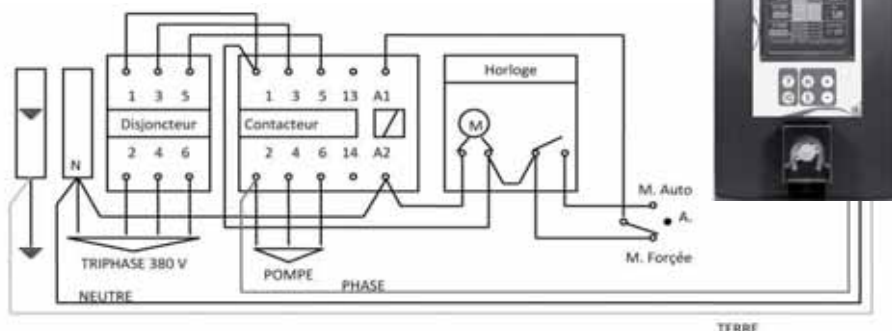 Horloge
1 3 5
1 3 5 13 A1
Disjoncteur
Contacteur
M
N
2 4 6
2 4 6 14 A2
M. Auto
A.
M. Forçée
TRIPHASE 380 V
POMPE
PHASE
NEUTRE
TERRE